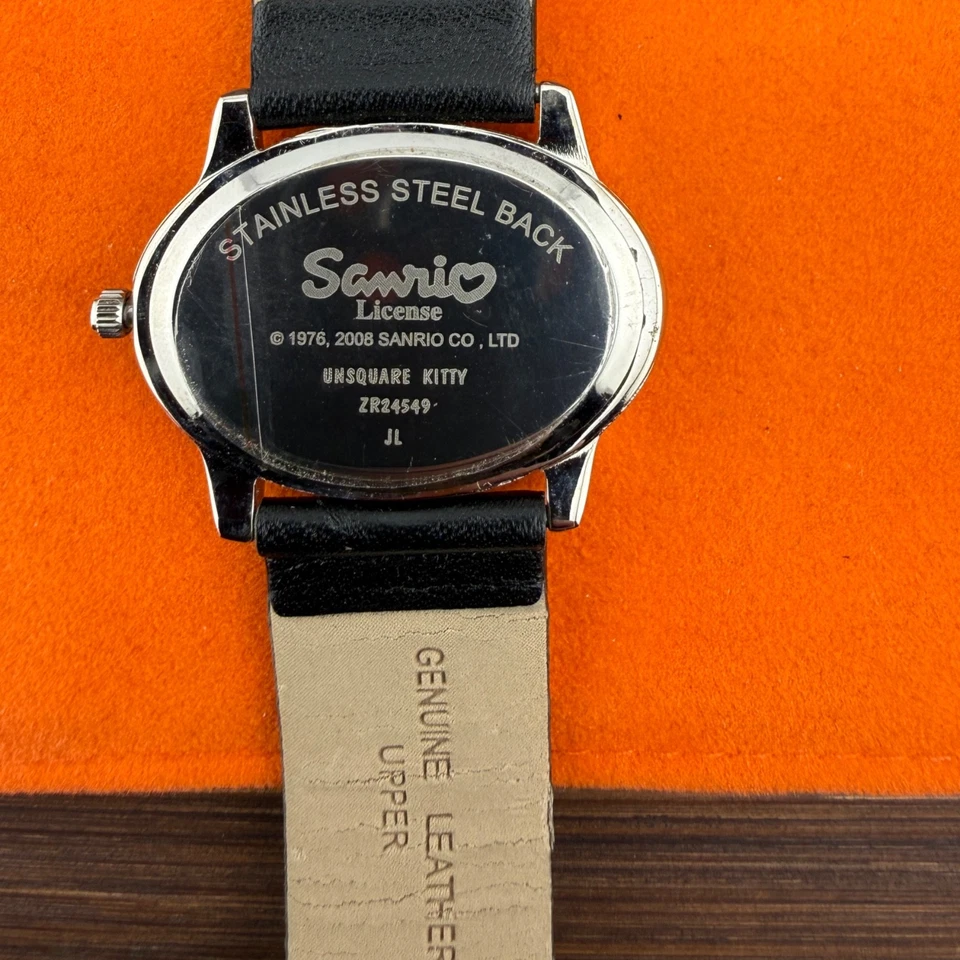 STAINLESS STEEL BACK
Sanrio
License
© 1976, 2008 SANRIO CO , LTD
UNSQUARE KITTY
ZR24549
JL
GENUINE LEATHER
UPPER